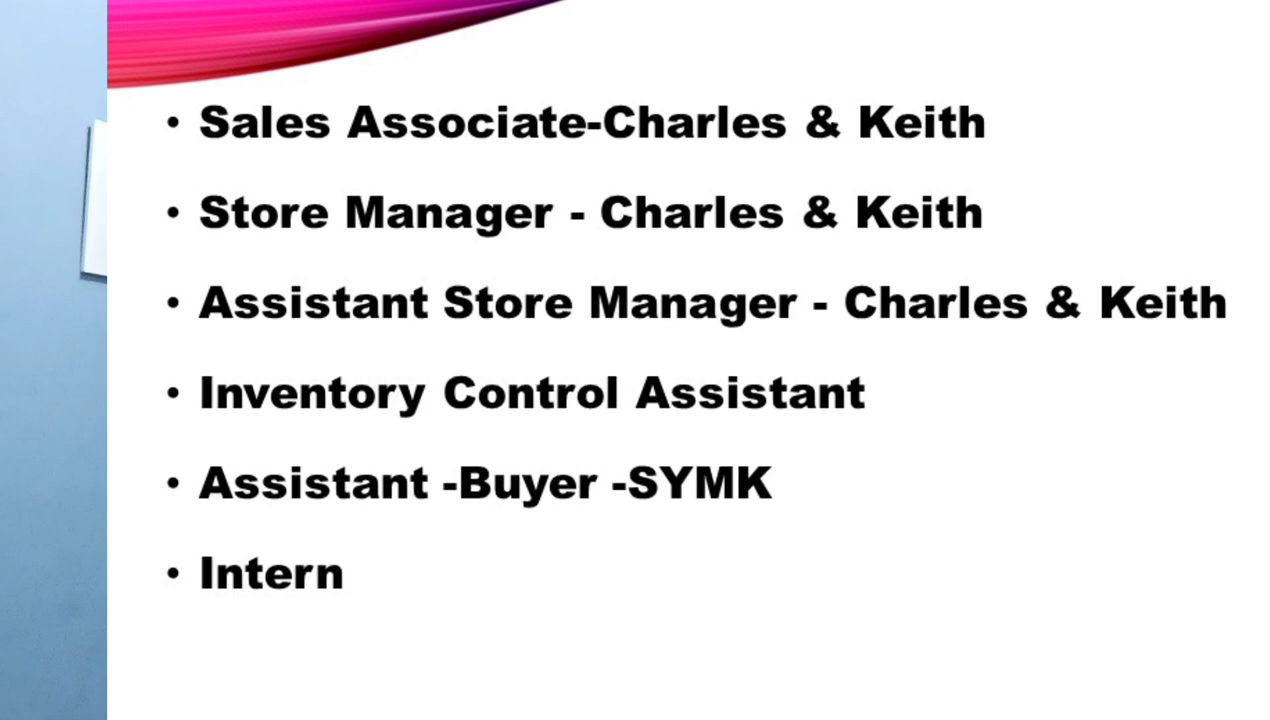 • Sales Associate-Charles & Keith
• Store Manager - Charles & Keith
• Assistant Store Manager - Charles & Keith
• Inventory Control Assistant
• Assistant -Buyer -SYMK
• Intern